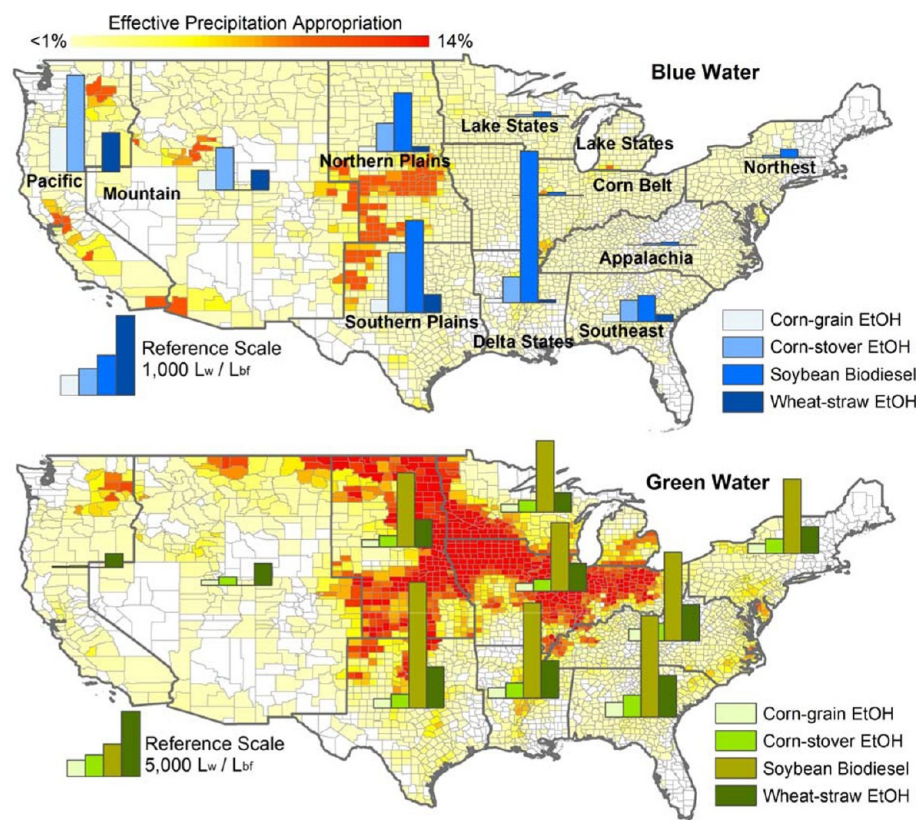 Effective Precipitation Appropriation
<1%
14%
Blue Water
Lake States
Lake States
Northern Plains
Northest
Pacific
Mountain
Corn Belt
Appalachia
Southern Plains
Delta States
Southeast
Reference Scale
1,000 Lw / Lbf
Corn-grain EtOH
Corn-stover EtOH
Soybean Biodiesel
Wheat-straw EtOH
Green Water
Reference Scale
5,000 Lw / Lbf
Corn-grain EtOH
Corn-stover EtOH
Soybean Biodiesel
Wheat-straw EtOH